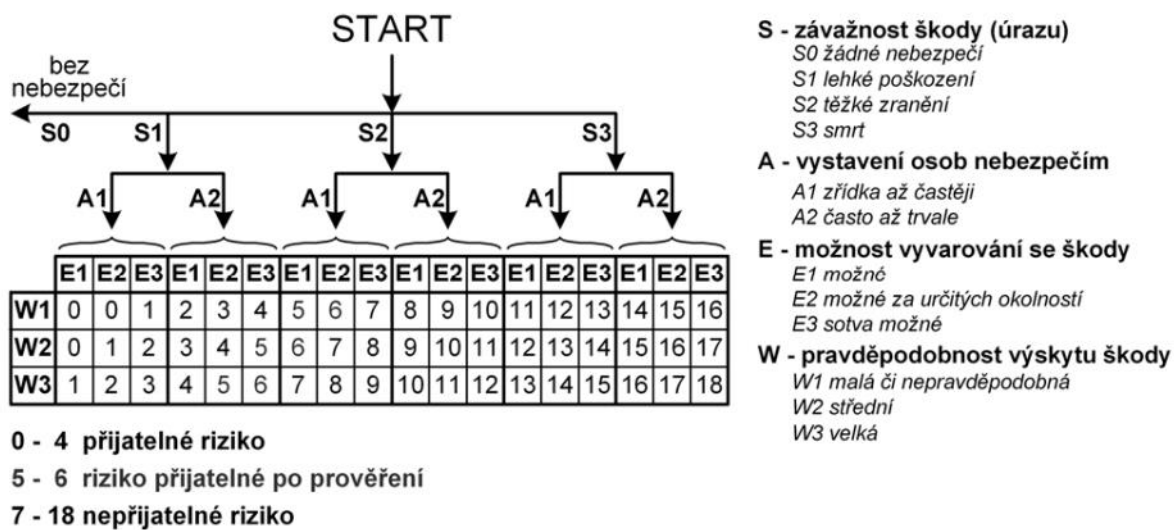 START
bez
nebezpečí
S0 S1 S2 S3
A1 A2 A1 A2 A1 A2
E1 E2 E3 E1 E2 E3 E1 E2 E3 E1 E2 E3 E1 E2 E3 E1 E2 E3
W1 0 0 1 2 3 4 5 6 7 8 9 10 11 12 13 14 15 16
W2 0 1 2 3 4 5 6 7 8 9 10 11 12 13 14 15 16 17
W3 1 2 3 4 5 6 7 8 9 10 11 12 13 14 15 16 17 18
0 - 4 přijatelné riziko
5 - 6 riziko přijatelné po prověření
7 - 18 nepřijatelné riziko
S - závažnost škody (úrazu)
S0 žádné nebezpečí
S1 lehké poškození
S2 těžké zranění
S3 smrt
A - vystavení osob nebezpečím
A1 zřídka až častěji
A2 často až trvale
E - možnost vyvarování se škody
E1 možné
E2 možné za určitých okolností
E3 sotva možné
W - pravděpodobnost výskytu škody
W1 malá či nepravděpodobná
W2 střední
W3 velká